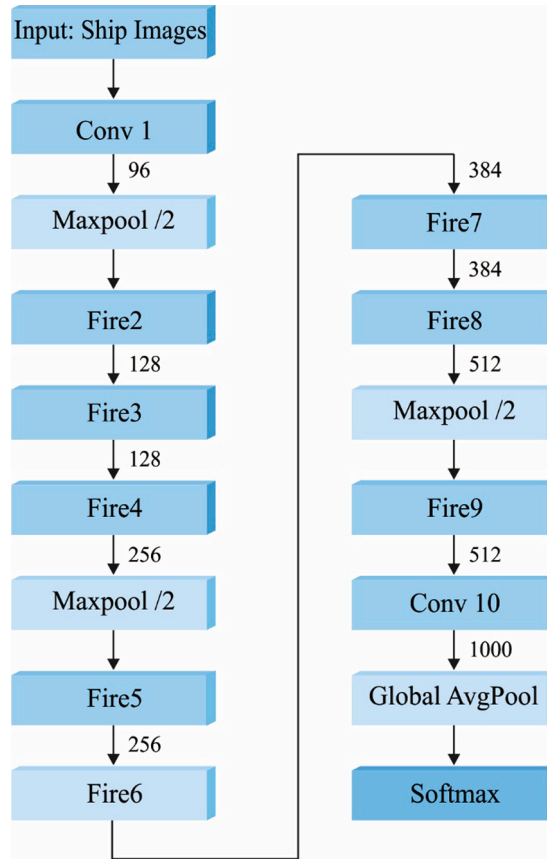 Input: Ship Images
Conv 1
96
Maxpool /2
Fire2
128
Fire3
128
Fire4
256
Maxpool /2
Fire5
256
Fire6
384
Fire7
384
Fire8
512
Maxpool /2
Fire9
512
Conv 10
1000
Global AvgPool
Softmax